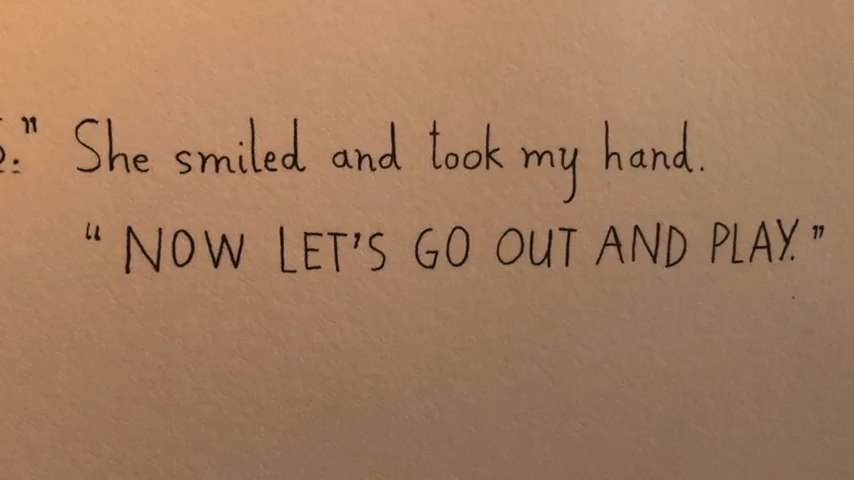 ." She smiled and took my hand.
“ NOW LET'S GO OUT AND PLAY.”